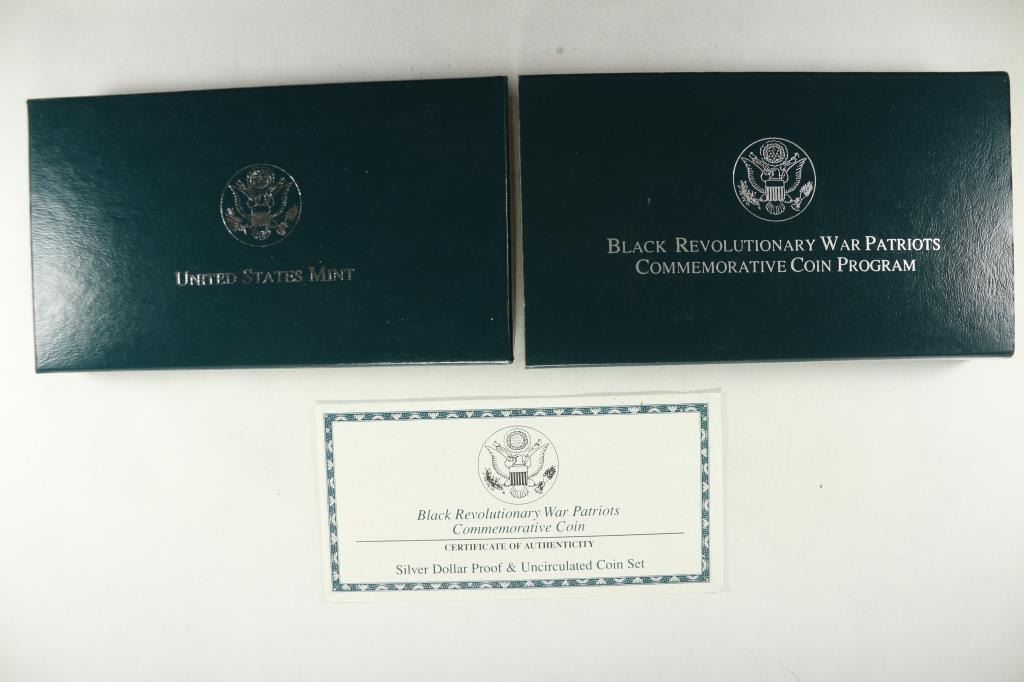 UNITED STATES MINT
BLACK REVOLUTIONARY WAR PATRIOTS
COMMEMORATIVE COIN PROGRAM
Black Revolutionary War Patriots
Commemorative Coin
CERTIFICATE OF AUTHENTICITY
Silver Dollar Proof & Uncirculated Coin Set